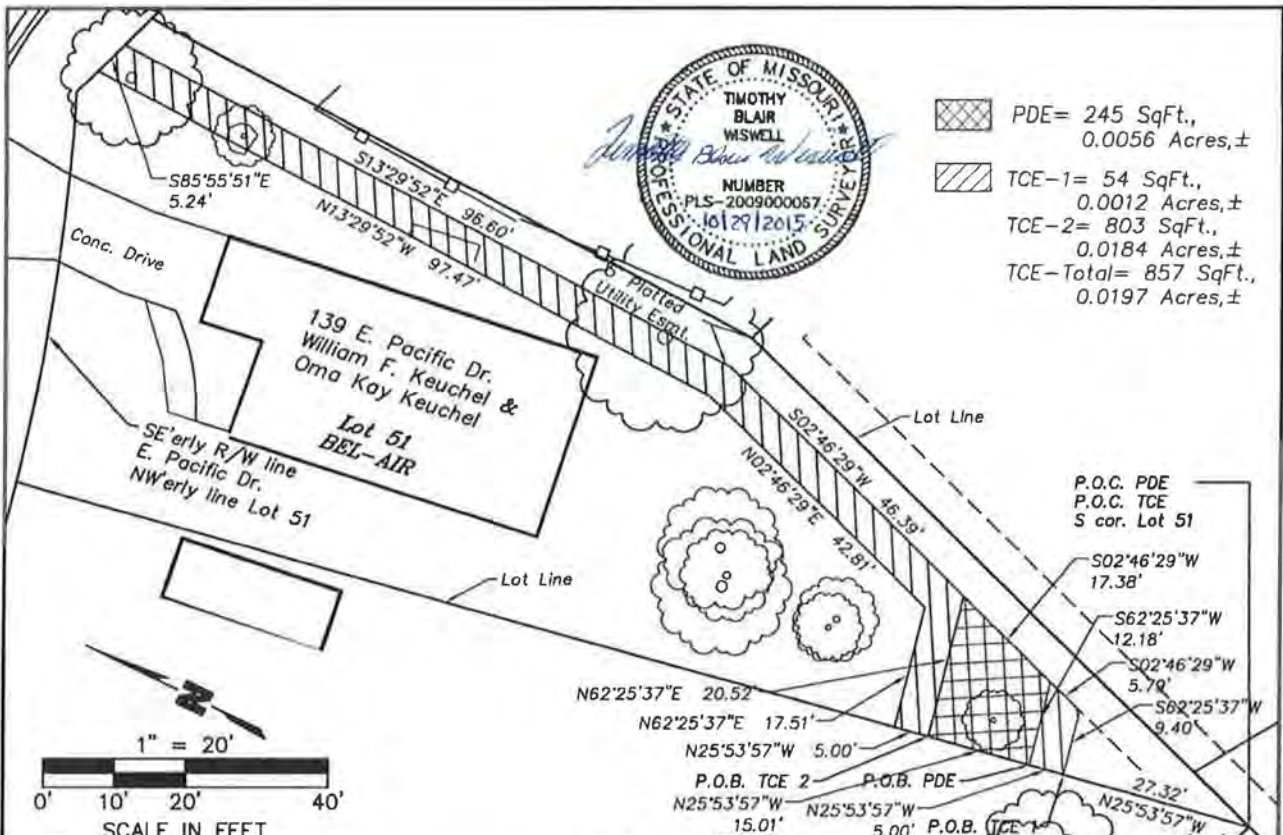 STATE OF MISSOURI
TIMOTHY
BLAIR
WISWELL
Timothy Blair Wiswell
NUMBER
PLS-2009000057
10/29/2015
PROFESSIONAL LAND SURVEYOR
PDE= 245 SqFt.,
0.0056 Acres,±
TCE-1= 54 SqFt.,
0.0012 Acres,±
TCE-2= 803 SqFt.,
0.0184 Acres,±
TCE-Total= 857 SqFt.,
0.0197 Acres,±
S85°55'51"E
5.24'
S13°29'52"E 96.60'
N13°29'52"W 97.47'
Conc. Drive
Platted
Utility Esmt.
139 E. Pacific Dr.
William F. Keuchel &
Oma Kay Keuchel
Lot 51
BEL-AIR
SE'erly R/W line
E. Pacific Dr.
NW'erly line Lot 51
Lot Line
S02°46'29"W 46.39'
N02°46'29"E 42.81'
P.O.C. PDE
P.O.C. TCE
S cor. Lot 51
S02°46'29"W
17.38'
Lot Line
S62°25'37"W
12.18'
S02°46'29"W
5.79'
S62°25'37"W
9.40'
N62°25'37"E 20.52'
N62°25'37"E 17.51'
N25°53'57"W 5.00'
P.O.B. TCE 2
P.O.B. PDE
N25°53'57"W
15.01'
N25°53'57"W
5.00'
P.O.B. TCE 1
27.32'
N25°53'57"W
N
1" = 20'
0' 10' 20' 40'
SCALE IN FEET